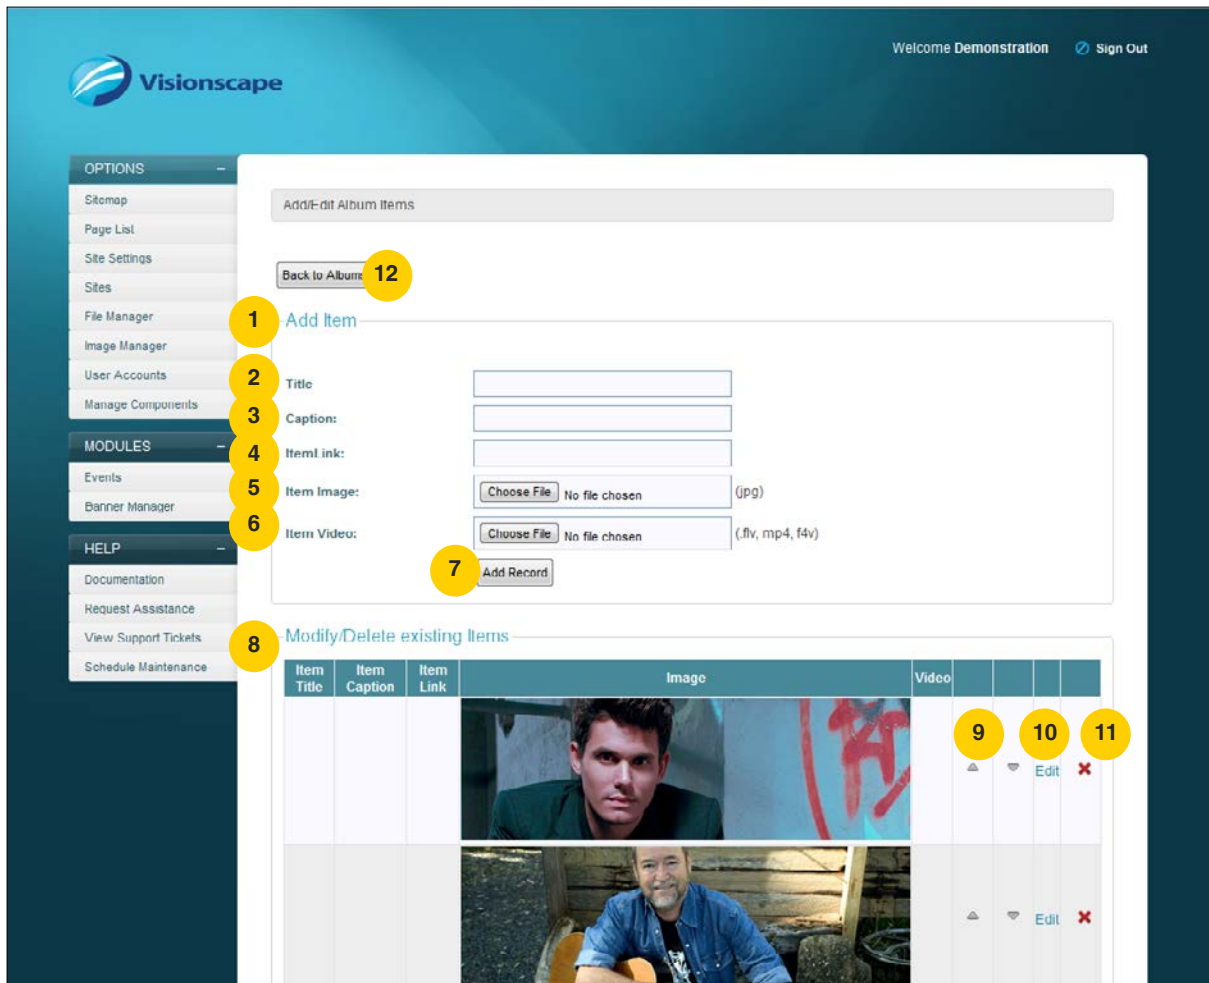 Welcome Demonstration Sign Out
Visionscape
OPTIONS –
Sitemap
Page List
Site Settings
Sites
File Manager
Image Manager
User Accounts
Manage Components
MODULES –
Events
Banner Manager
HELP –
Documentation
Request Assistance
View Support Tickets
Schedule Maintenance
Add/Edit Album Items
Back to Albums 12
1 Add Item
2 Title
3 Caption:
4 ItemLink:
5 Item Image: Choose File No file chosen (jpg)
6 Item Video: Choose File No file chosen (.flv, mp4, f4v)
7 Add Record
8 Modify/Delete existing Items
Item Title Item Caption Item Link Image Video
9 10 11
Edit
Edit